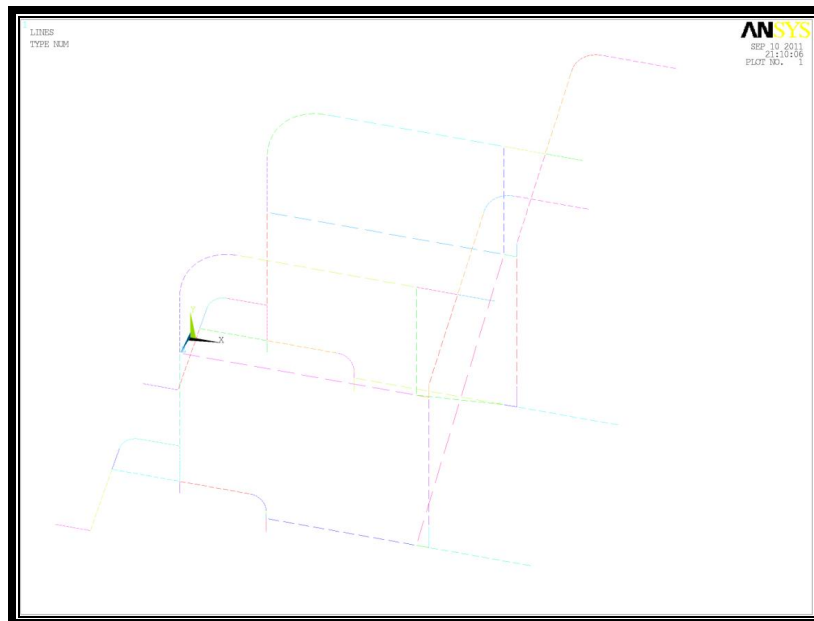 LINES
TYPE NUM
ANSYS
SEP 10 2011
21:10:06
PLOT NO. 1
Y
X